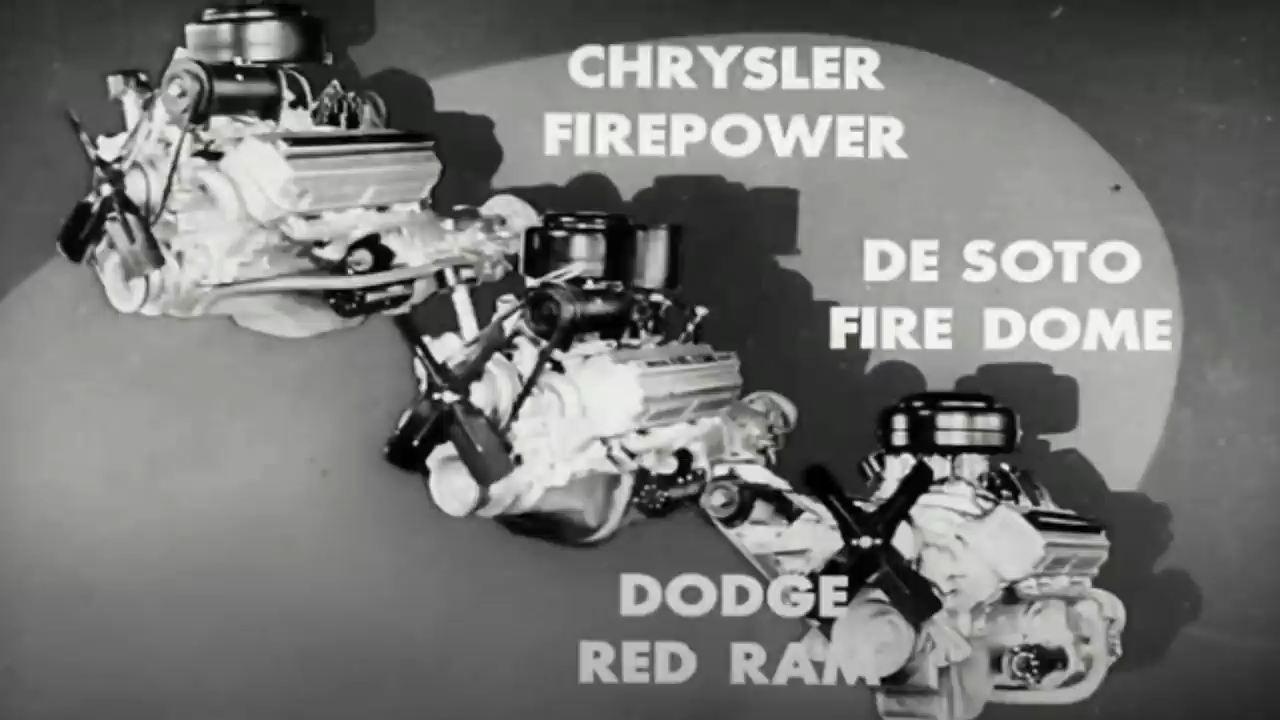 CHRYSLER
FIREPOWER
DE SOTO
FIRE DOME
DODGE
RED RAM